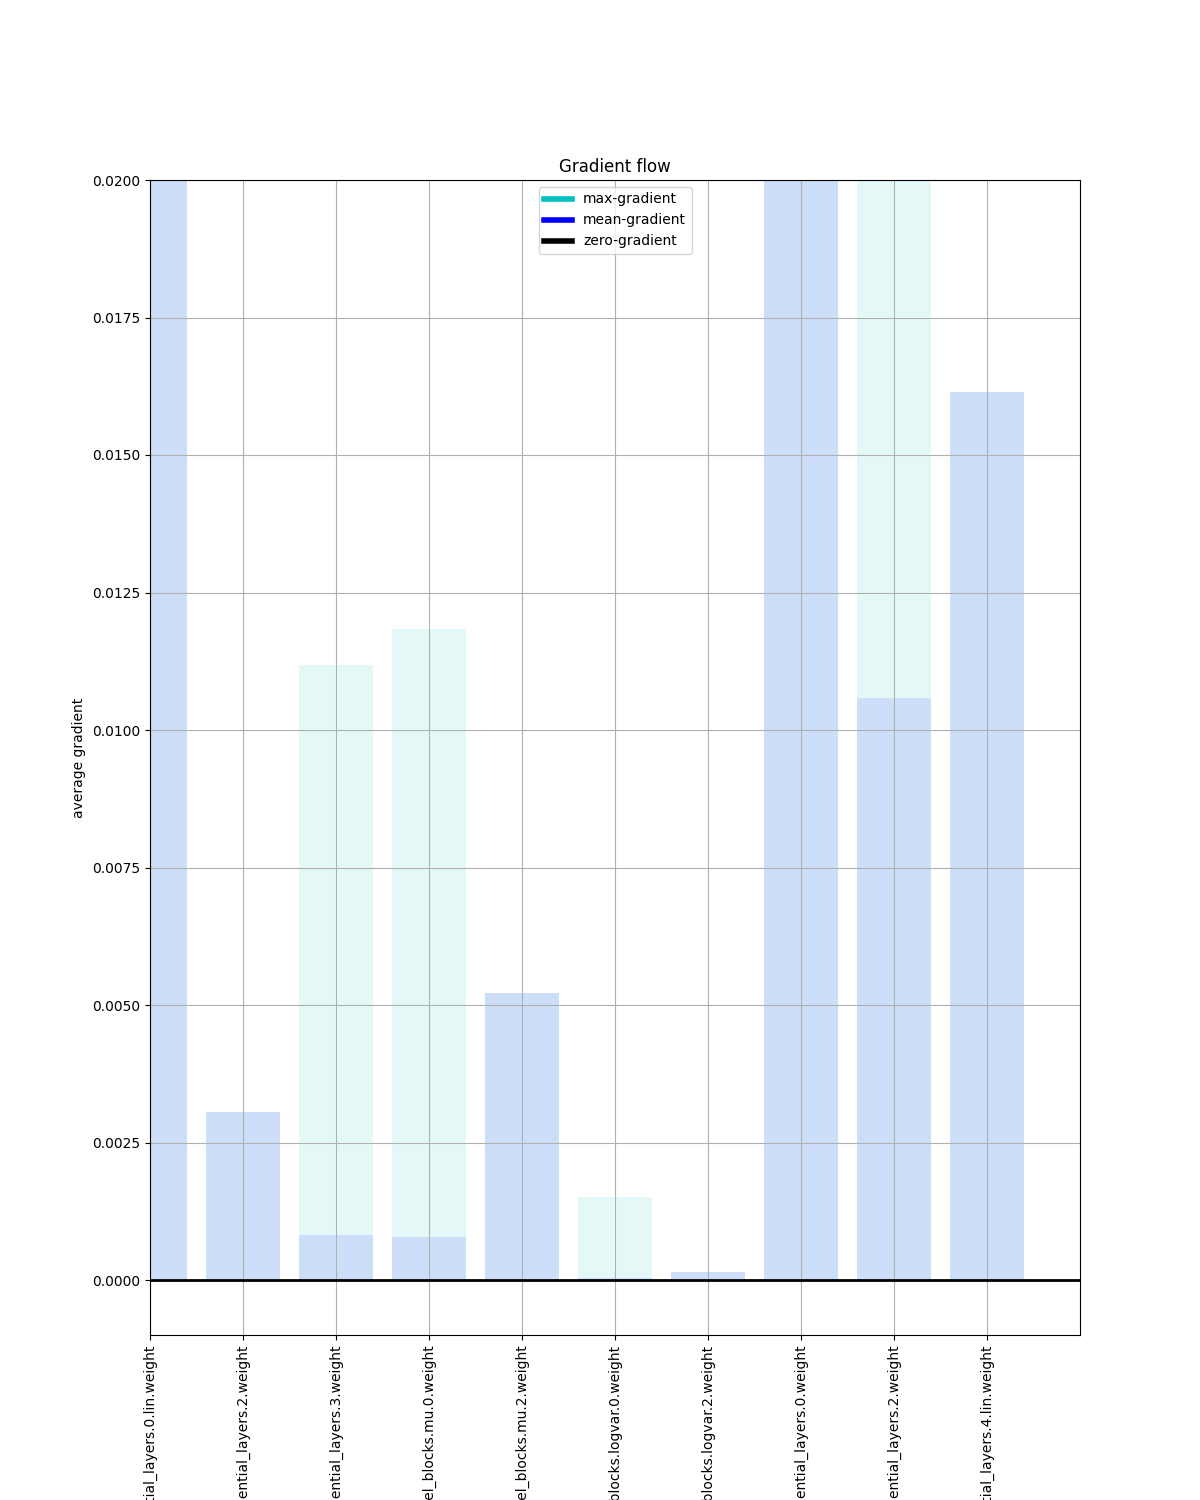 Gradient flow
max-gradient
mean-gradient
zero-gradient
average gradient
0.0200
0.0175
0.0150
0.0125
0.0100
0.0075
0.0050
0.0025
0.0000
tial_layers.0.lin.weight
ential_layers.2.weight
ential_layers.3.weight
el_blocks.mu.0.weight
el_blocks.mu.2.weight
blocks.logvar.0.weight
blocks.logvar.2.weight
ential_layers.0.weight
ential_layers.2.weight
tial_layers.4.lin.weight